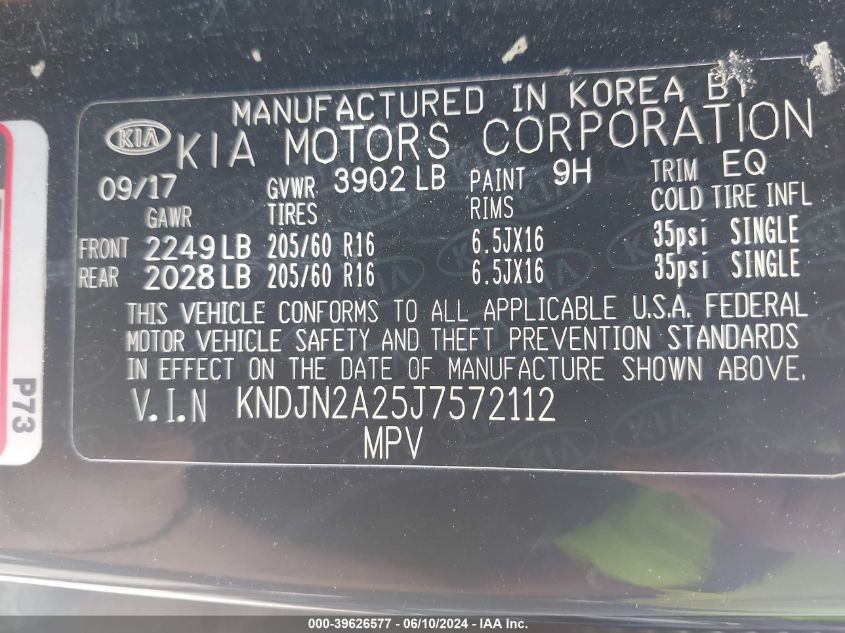 MANUFACTURED IN KOREA BY
KIA KIA MOTORS CORPORATION
09/17 GVWR 3902 LB PAINT 9H TRIM EQ
GAWR TIRES RIMS COLD TIRE INFL
FRONT 2249 LB 205/60 R16 6.5JX16 35psi SINGLE
REAR 2028 LB 205/60 R16 6.5JX16 35psi SINGLE
THIS VEHICLE CONFORMS TO ALL APPLICABLE U.S.A. FEDERAL
MOTOR VEHICLE SAFETY AND THEFT PREVENTION STANDARDS
IN EFFECT ON THE DATE OF MANUFACTURE SHOWN ABOVE.
V.I.N KNDJN2A25J7572112
MPV
P73
000-39626577 / 06/10/2024 - IAA Inc.